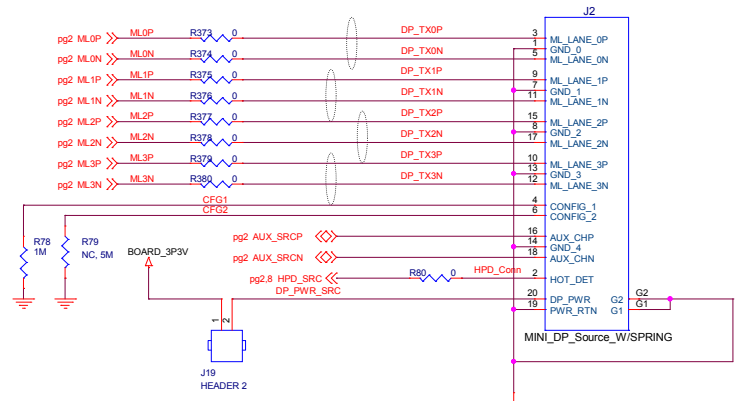 J2
pg2 ML0P ML0P R373 0 DP_TX0P 3 ML_LANE_0P
1 GND_0
pg2 ML0N ML0N R374 0 DP_TX0N 5 ML_LANE_0N
pg2 ML1P ML1P R375 0 DP_TX1P 9 ML_LANE_1P
7 GND_1
pg2 ML1N ML1N R376 0 DP_TX1N 11 ML_LANE_1N
pg2 ML2P ML2P R377 0 DP_TX2P 15 ML_LANE_2P
8 GND_2
pg2 ML2N ML2N R378 0 DP_TX2N 17 ML_LANE_2N
pg2 ML3P ML3P R379 0 DP_TX3P 10 ML_LANE_3P
13 GND_3
pg2 ML3N ML3N R380 0 DP_TX3N 12 ML_LANE_3N
CFG1 4 CONFIG_1
CFG2 6 CONFIG_2
R78
1M
R79
NC, 5M
BOARD_3P3V
pg2 AUX_SRCP 16 AUX_CHP
14 GND_4
pg2 AUX_SRCN 18 AUX_CHN
pg2,8 HPD_SRC R80 0 HPD_Conn 2 HOT_DET
DP_PWR_SRC 20 DP_PWR G2 G2
19 PWR_RTN G1 G1
MINI_DP_Source_W/SPRING
1 2
J19
HEADER 2